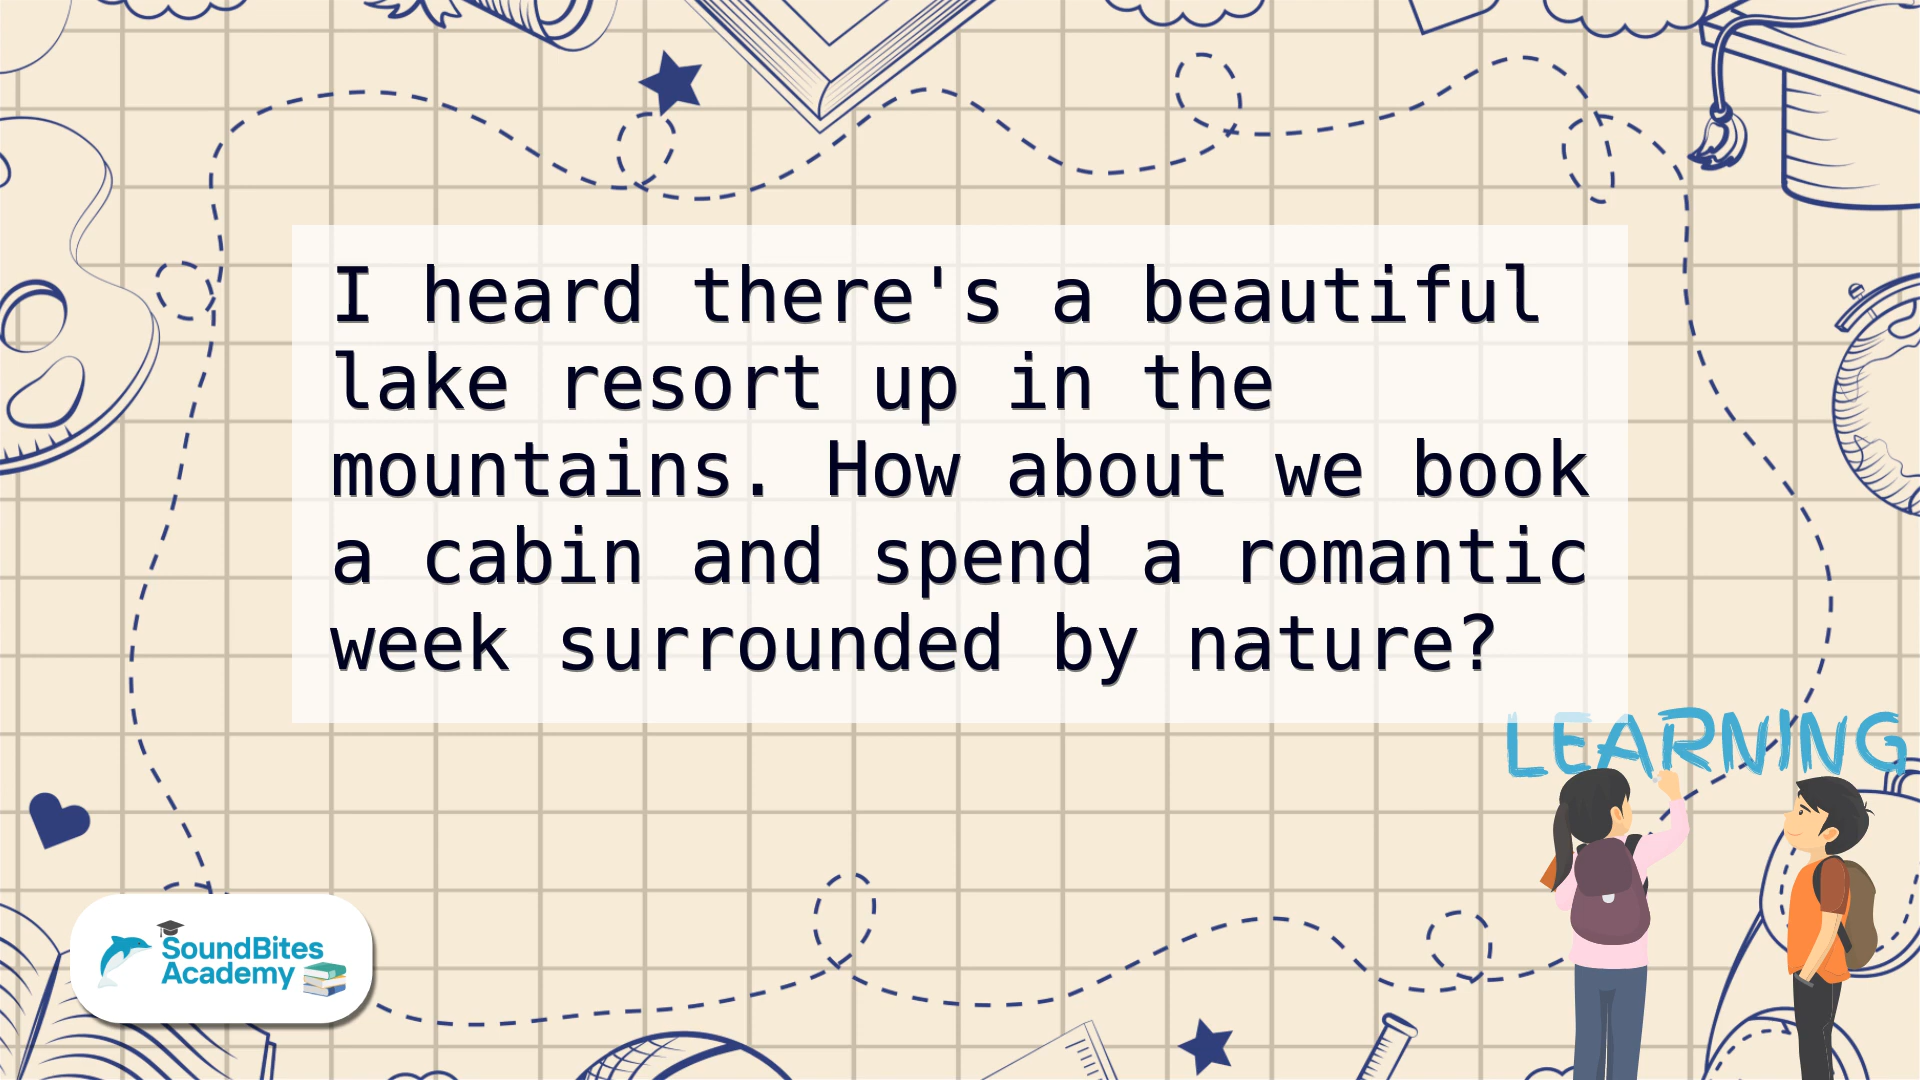 I heard there's a beautiful
lake resort up in the
mountains. How about we book
a cabin and spend a romantic
week surrounded by nature?
LEARNING
SoundBites
Academy